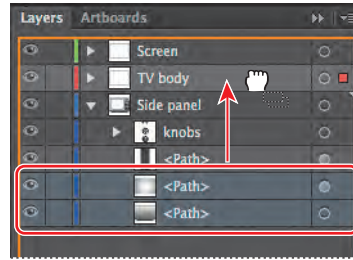 Layers Artboards
Screen
TV body
Side panel
knobs
<Path>
<Path>
<Path>